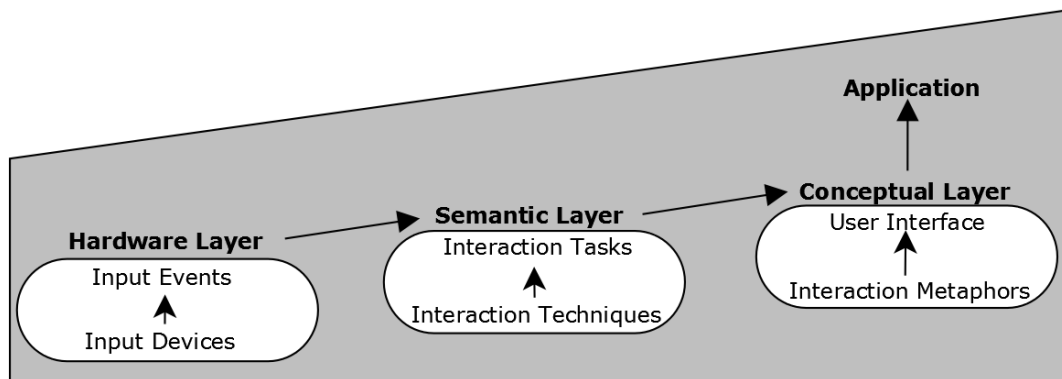 Application
Conceptual Layer
User Interface
Interaction Metaphors
Semantic Layer
Interaction Tasks
Interaction Techniques
Hardware Layer
Input Events
Input Devices